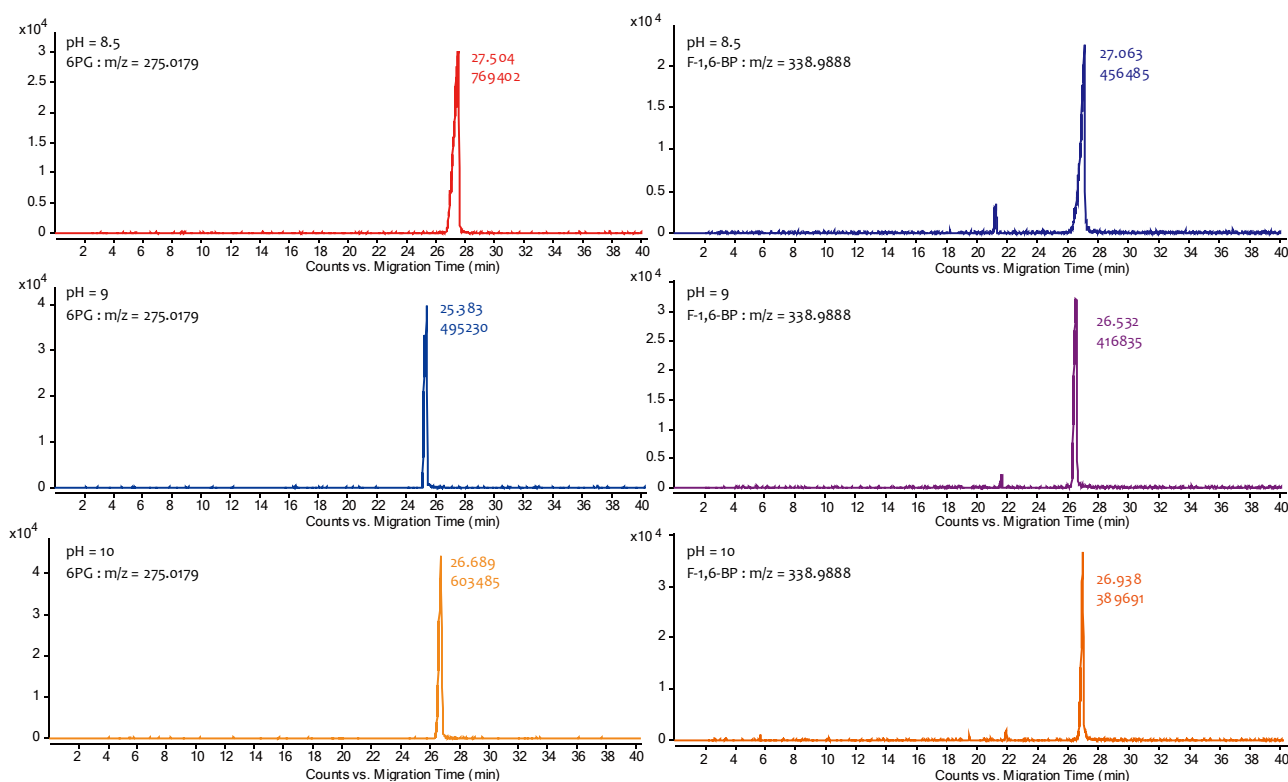 x10⁴
pH = 8.5
6PG : m/z = 275.0179
27.504
769402
3
2.5
2
1.5
1
0.5
0
2 4 6 8 10 12 14 16 18 20 22 24 26 28 30 32 34 36 38 40
Counts vs. Migration Time (min)
x10⁴
pH = 8.5
F-1,6-BP : m/z = 338.9888
27.063
456485
2
1.5
1
0.5
0
2 4 6 8 10 12 14 16 18 20 22 24 26 28 30 32 34 36 38 40
Counts vs. Migration Time (min)
x10⁴
pH = 9
6PG : m/z = 275.0179
25.383
495230
4
3
2
1
0
2 4 6 8 10 12 14 16 18 20 22 24 26 28 30 32 34 36 38 40
Counts vs. Migration Time (min)
x10⁴
pH = 9
F-1,6-BP : m/z = 338.9888
26.532
416835
3
2.5
2
1.5
1
0.5
0
2 4 6 8 10 12 14 16 18 20 22 24 26 28 30 32 34 36 38 40
Counts vs. Migration Time (min)
x10⁴
pH = 10
6PG : m/z = 275.0179
26.689
603485
4
3
2
1
0
2 4 6 8 10 12 14 16 18 20 22 24 26 28 30 32 34 36 38 40
Counts vs. Migration Time (min)
x10⁴
pH = 10
F-1,6-BP : m/z = 338.9888
26.938
389691
3
2
1
0
2 4 6 8 10 12 14 16 18 20 22 24 26 28 30 32 34 36 38 40
Counts vs. Migration Time (min)